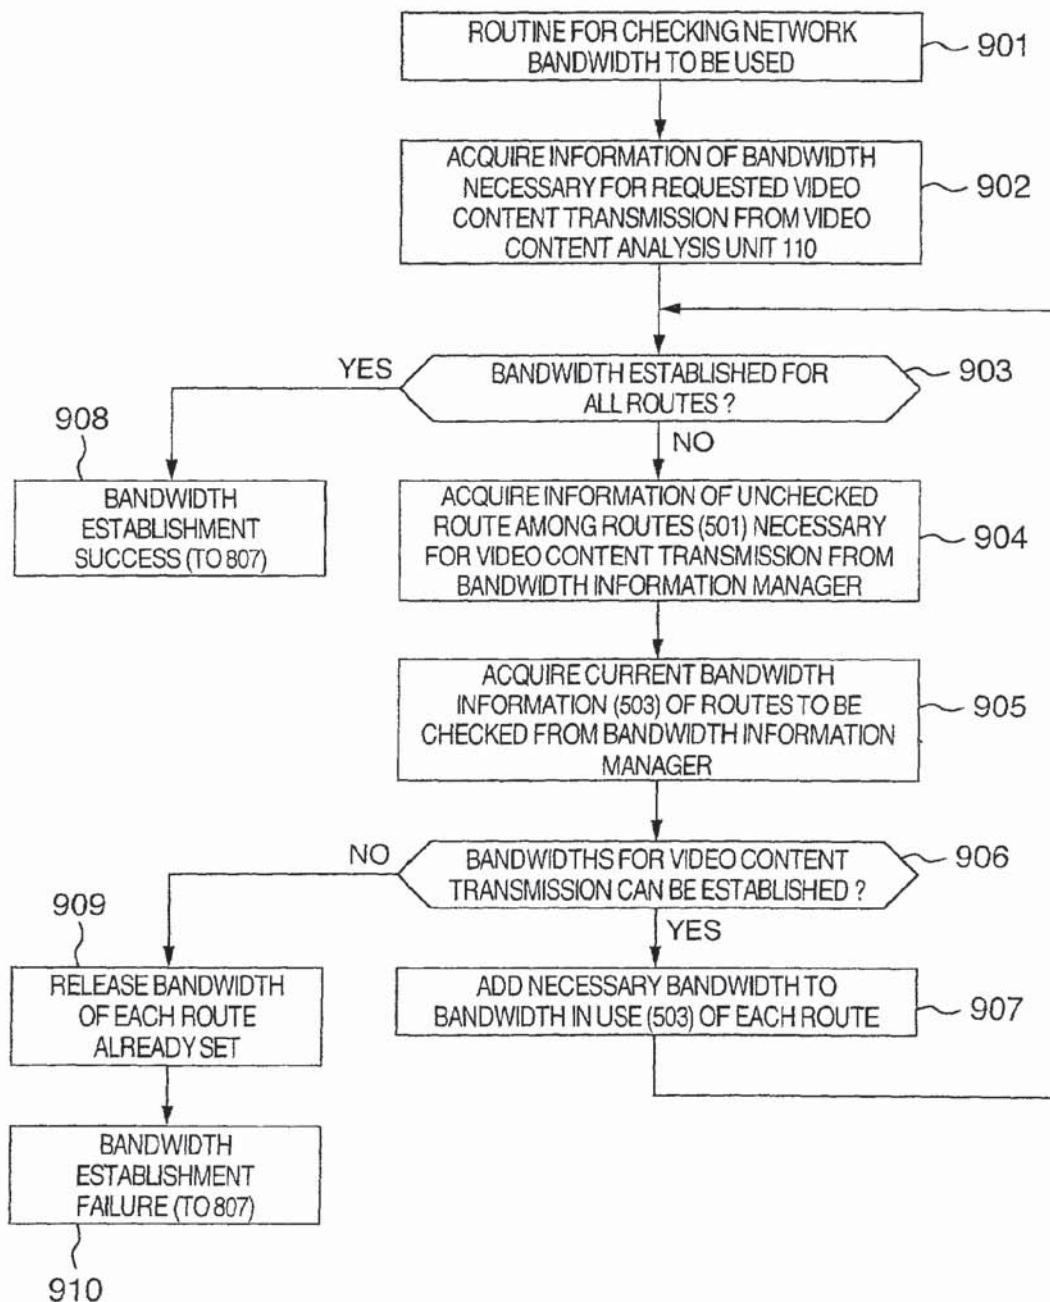 ROUTINE FOR CHECKING NETWORK
BANDWIDTH TO BE USED
901
ACQUIRE INFORMATION OF BANDWIDTH
NECESSARY FOR REQUESTED VIDEO
CONTENT TRANSMISSION FROM VIDEO
CONTENT ANALYSIS UNIT 110
902
YES
BANDWIDTH ESTABLISHED FOR
ALL ROUTES ?
903
NO
908
BANDWIDTH
ESTABLISHMENT
SUCCESS (TO 807)
ACQUIRE INFORMATION OF UNCHECKED
ROUTE AMONG ROUTES (501) NECESSARY
FOR VIDEO CONTENT TRANSMISSION FROM
BANDWIDTH INFORMATION MANAGER
904
ACQUIRE CURRENT BANDWIDTH
INFORMATION (503) OF ROUTES TO BE
CHECKED FROM BANDWIDTH INFORMATION
MANAGER
905
NO
BANDWIDTHS FOR VIDEO CONTENT
TRANSMISSION CAN BE ESTABLISHED ?
906
YES
909
RELEASE BANDWIDTH
OF EACH ROUTE
ALREADY SET
ADD NECESSARY BANDWIDTH TO
BANDWIDTH IN USE (503) OF EACH ROUTE
907
BANDWIDTH
ESTABLISHMENT
FAILURE (TO 807)
910